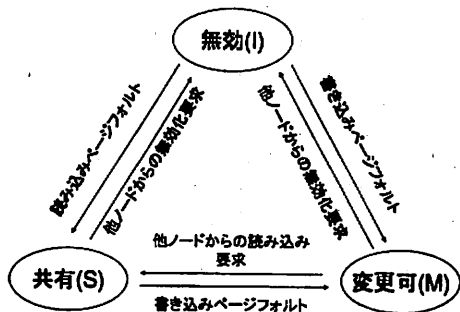 無効(I)
読み込みページフォルト
他ノードからの無効化要求
他ノードからの無効化要求
書き込みページフォルト
他ノードからの読み込み
要求
共有(S)
変更可(M)
書き込みページフォルト